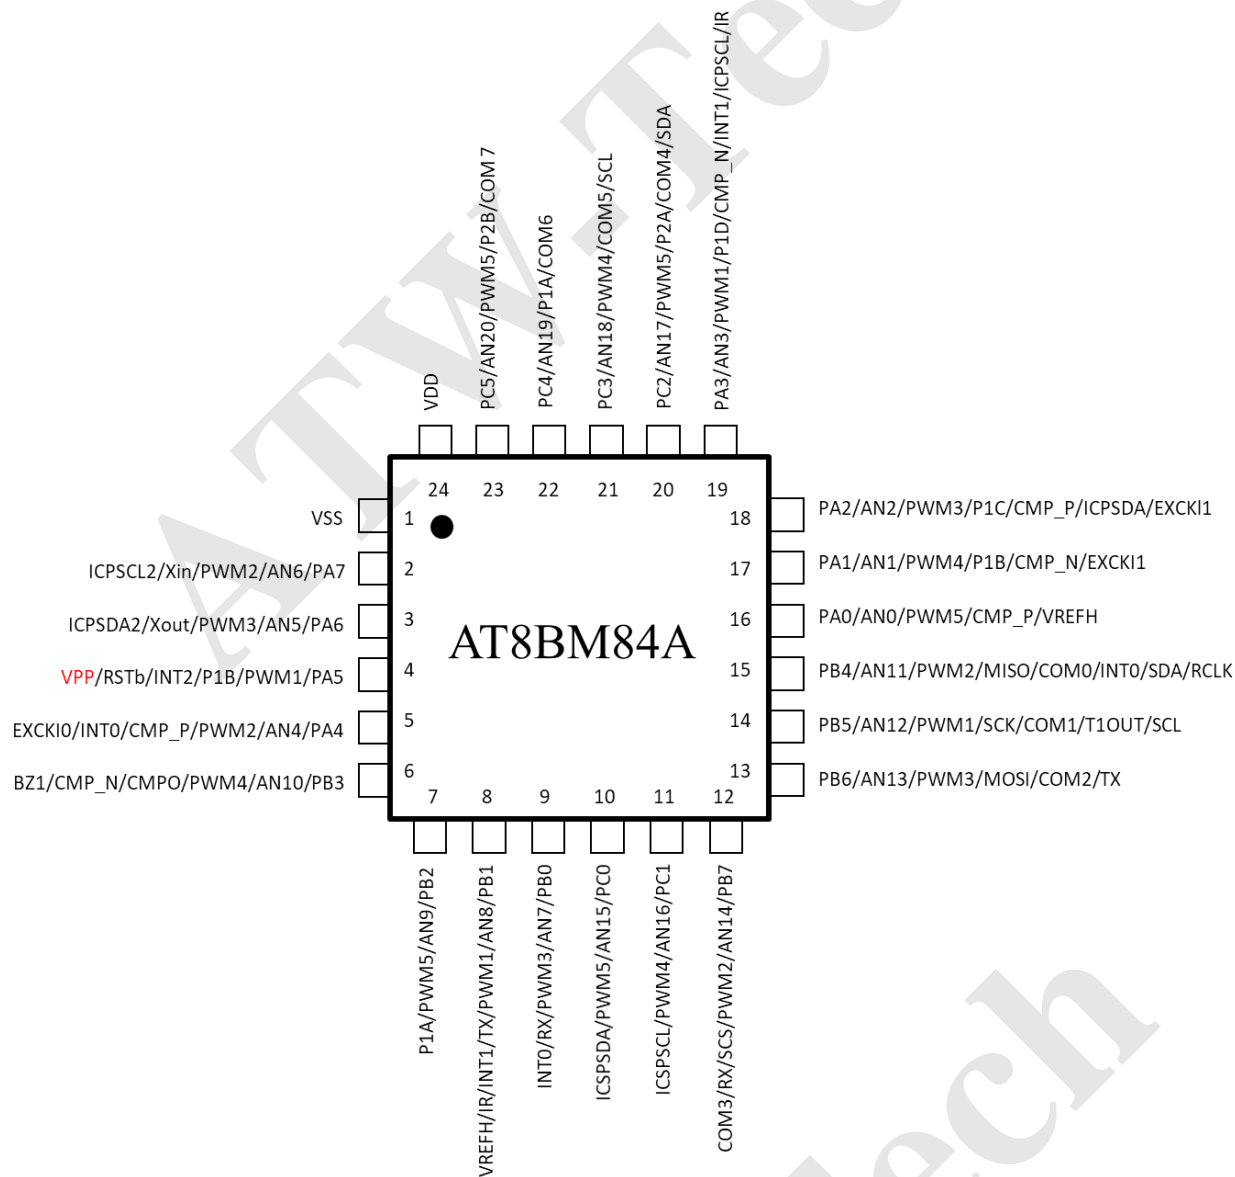 ATW-Tech
PA3/AN3/PWM1/P1D/CMP_N/INT1/ICPSCL/IR
PC2/AN17/PWM5/P2A/COM4/SDA
PC3/AN18/PWM4/COM5/SCL
PC4/AN19/P1A/COM6
PC5/AN20/PWM5/P2B/COM 7
VDD
24 23 22 21 20 19
VSS 1 18 PA2/AN2/PWM3/P1C/CMP_P/ICPSDA/EXCKI1
ICPSCL2/Xin/PWM2/AN6/PA7 2 17 PA1/AN1/PWM4/P1B/CMP_N/EXCKI1
ICPSDA2/Xout/PWM3/AN5/PA6 3 16 PA0/AN0/PWM5/CMP_P/VREFH
AT8BM84A
VPP/RSTb/INT2/P1B/PWM1/PA5 4 15 PB4/AN11/PWM2/MISO/COM0/INT0/SDA/RCLK
EXCKI0/INT0/CMP_P/PWM2/AN4/PA4 5 14 PB5/AN12/PWM1/SCK/COM1/T1OUT/SCL
BZ1/CMP_N/CMPO/PWM4/AN10/PB3 6 13 PB6/AN13/PWM3/MOSI/COM2/TX
7 8 9 10 11 12
P1A/PWM5/AN9/PB2
VREFH/IR/INT1/TX/PWM1/AN8/PB1
INT0/RX/PWM3/AN7/PB0
ICSPSDA/PWM5/AN15/PC0
ICSPSCL/PWM4/AN16/PC1
COM3/RX/SCS/PWM2/AN14/PB7
ech